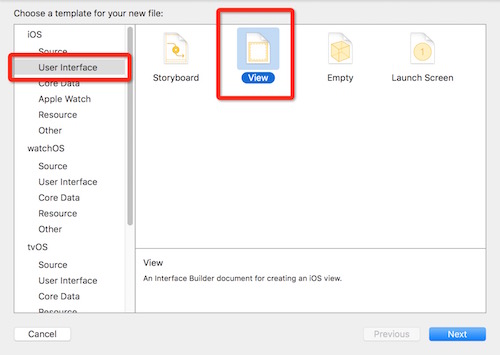 Choose a template for your new file:
iOS
Source
User Interface
Core Data
Apple Watch
Resource
Other
watchOS
Source
User Interface
Core Data
Resource
Other
tvOS
Source
User Interface
Core Data
Resource
Storyboard
View
Empty
Launch Screen
1
View
An Interface Builder document for creating an iOS view.
Cancel
Previous
Next